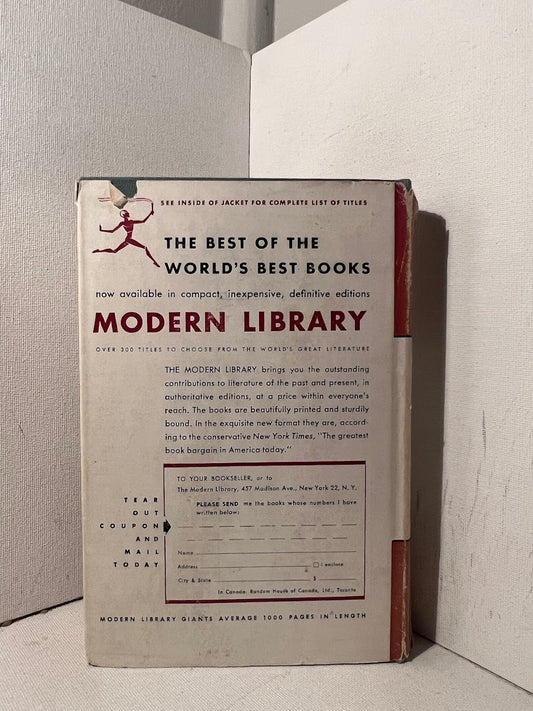 SEE INSIDE OF JACKET FOR COMPLETE LIST OF TITLES
THE BEST OF THE
WORLD'S BEST BOOKS
now available in compact, inexpensive, definitive editions
MODERN LIBRARY
OVER 300 TITLES TO CHOOSE FROM THE WORLD'S GREAT LITERATURE
THE MODERN LIBRARY brings you the outstanding
contributions to literature of the past and present, in
authoritative editions, at a price within everyone's
reach. The books are beautifully printed and sturdily
bound. In the exquisite new format they are, accord-
ing to the conservative New York Times, "The greatest
book bargain in America today."
TEAR
OUT
COUPON
AND
MAIL
TODAY
TO YOUR BOOKSELLER, or to
The Modern Library, 457 Madison Ave., New York 22, N. Y.
PLEASE SEND me the books whose numbers I have
written below:
Name
Address I enclose
City & State $
In Canada: Random House of Canada, Ltd., Toronto
MODERN LIBRARY GIANTS AVERAGE 1000 PAGES IN LENGTH